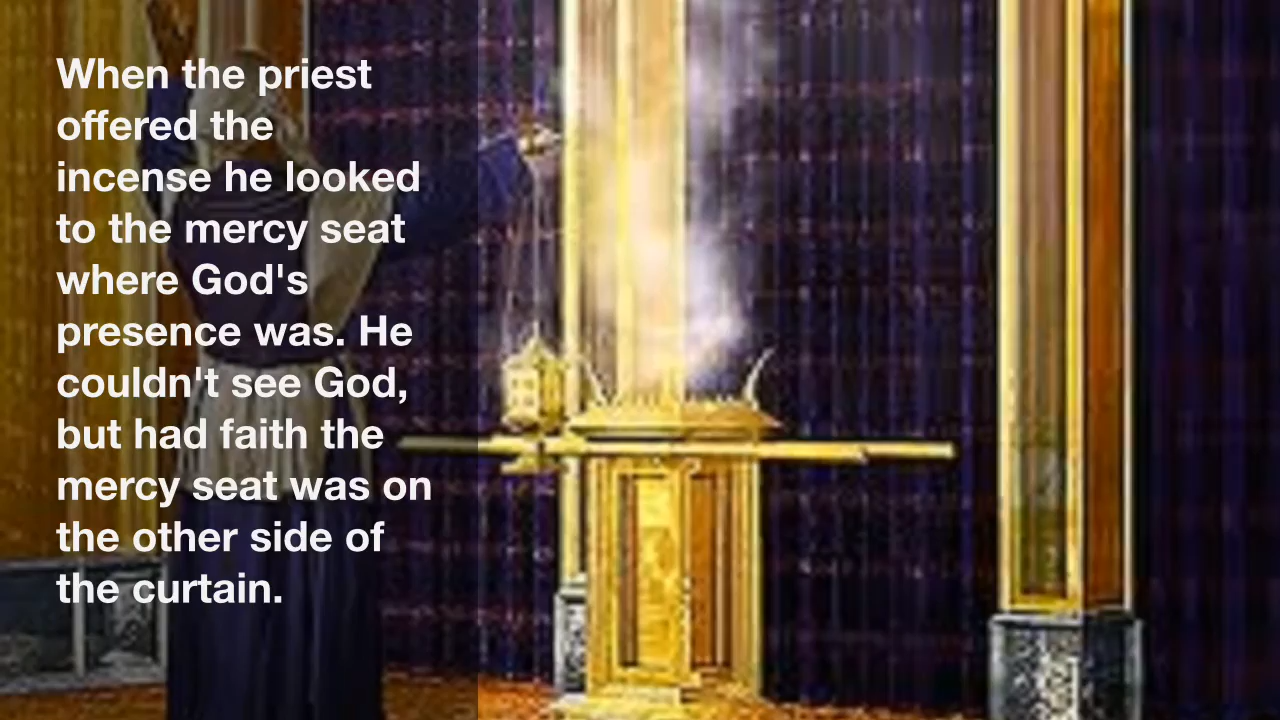 When the priest
offered the
incense he looked
to the mercy seat
where God's
presence was. He
couldn't see God,
but had faith the
mercy seat was on
the other side of
the curtain.